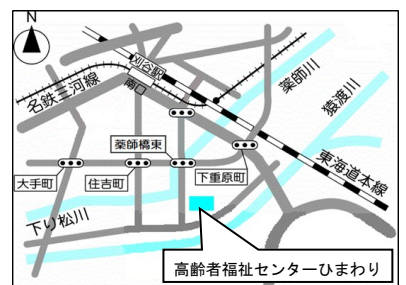 N
刈谷駅
名鉄三河線
南口
薬師川
猿渡川
薬師橋東
大手町
住吉町
下重原町
東海道本線
下り松川
高齢者福祉センターひまわり